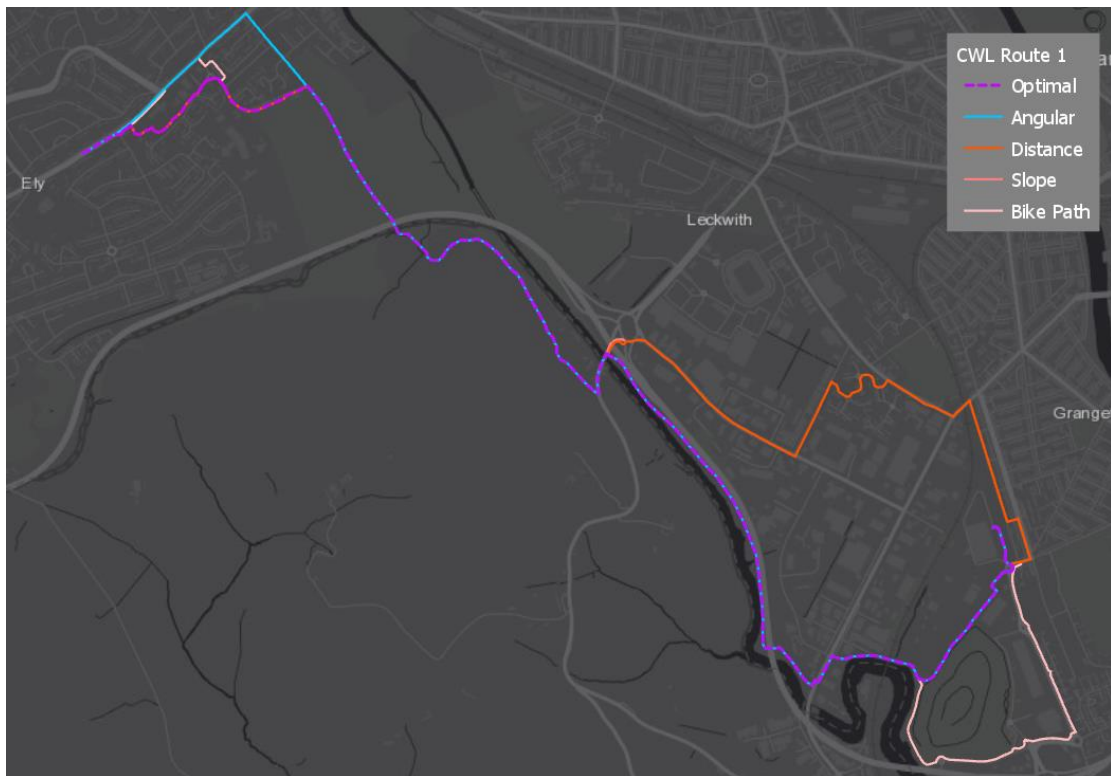 CWL Route 1
Optimal
Angular
Distance
Slope
Bike Path
Ely
Leckwith
Grange